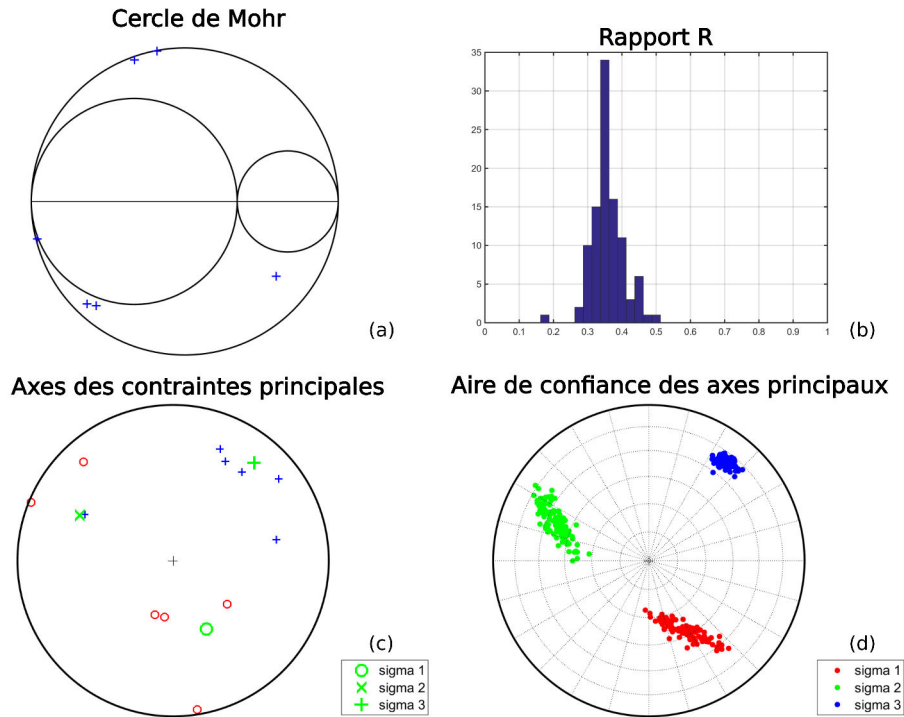 Cercle de Mohr
(a)
Rapport R
35
30
25
20
15
10
5
0
0 0.1 0.2 0.3 0.4 0.5 0.6 0.7 0.8 0.9 1
(b)
Axes des contraintes principales
(c)
sigma 1
sigma 2
sigma 3
Aire de confiance des axes principaux
(d)
sigma 1
sigma 2
sigma 3